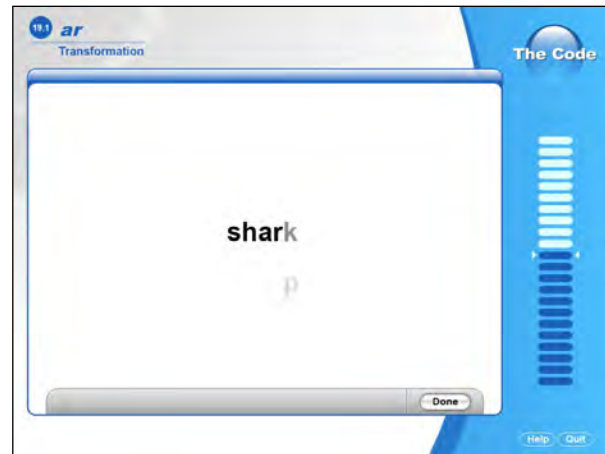 19.1 ar
Transformation
The Code
shark
p
Done
Help Quit